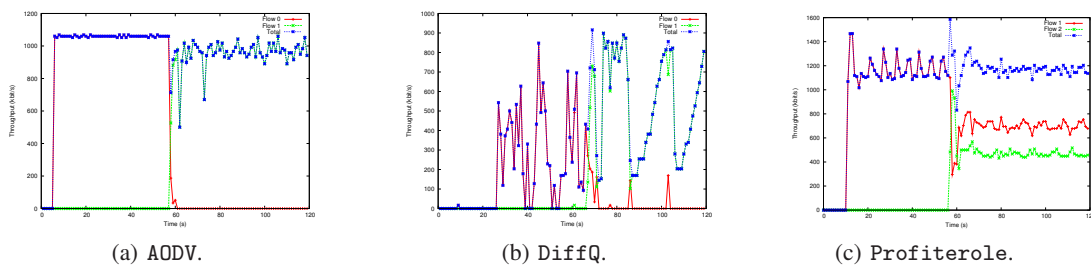 1200
1000
800
600
400
200
0
Throughput (kbit/s)
0 20 40 60 80 100 120
Time (s)
Flow 0
Flow 1
Total
900
800
700
600
500
400
300
200
100
0
Throughput (kbit/s)
0 20 40 60 80 100 120
Time (s)
Flow 0
Flow 1
Total
1600
1400
1200
1000
800
600
400
200
0
Throughput (kbit/s)
0 20 40 60 80 100 120
Time (s)
Flow 1
Flow 2
Total
(a) AODV. (b) DiffQ. (c) Profiterole.